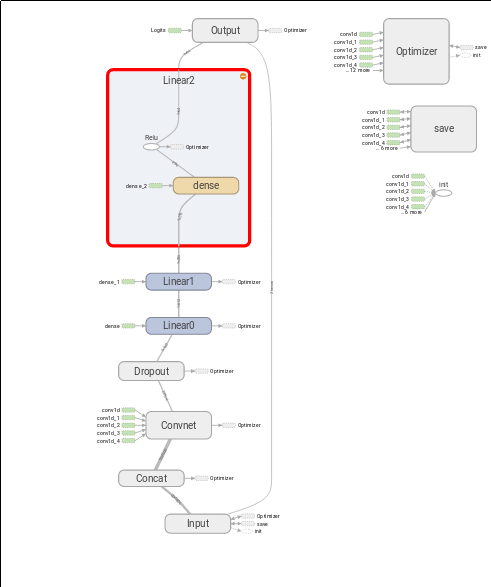 Logits
Output
Optimizer
Linear2
Relu
Optimizer
dense_2
dense
dense_1
Linear1
Optimizer
dense
Linear0
Optimizer
Dropout
Optimizer
conv1d
conv1d_1
conv1d_2
conv1d_3
conv1d_4
Convnet
Optimizer
Concat
Optimizer
Input
Optimizer
save
init
conv1d
conv1d_1
conv1d_2
conv1d_3
conv1d_4
... 12 more
Optimizer
save
init
conv1d
conv1d_1
conv1d_2
conv1d_3
conv1d_4
... 6 more
save
conv1d
conv1d_1
conv1d_2
conv1d_3
conv1d_4
... 6 more
init